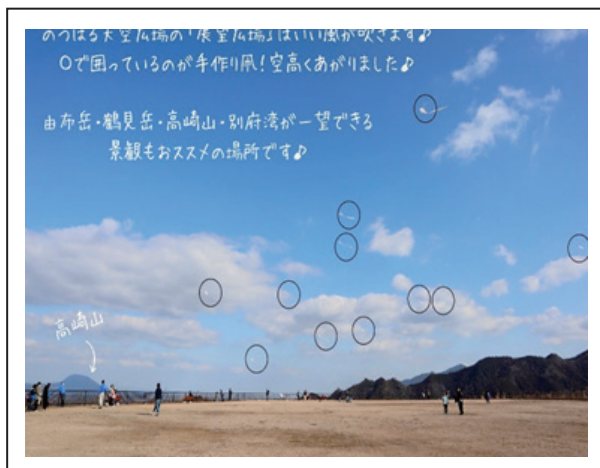 のつはる天空広場の「展望広場」はいい風が吹きます♪
○で囲っているのが手作り凧!空高くあがりました♪
由布岳・鶴見岳・高崎山・別府湾が一望できる
景観もおススメの場所です♪
高崎山